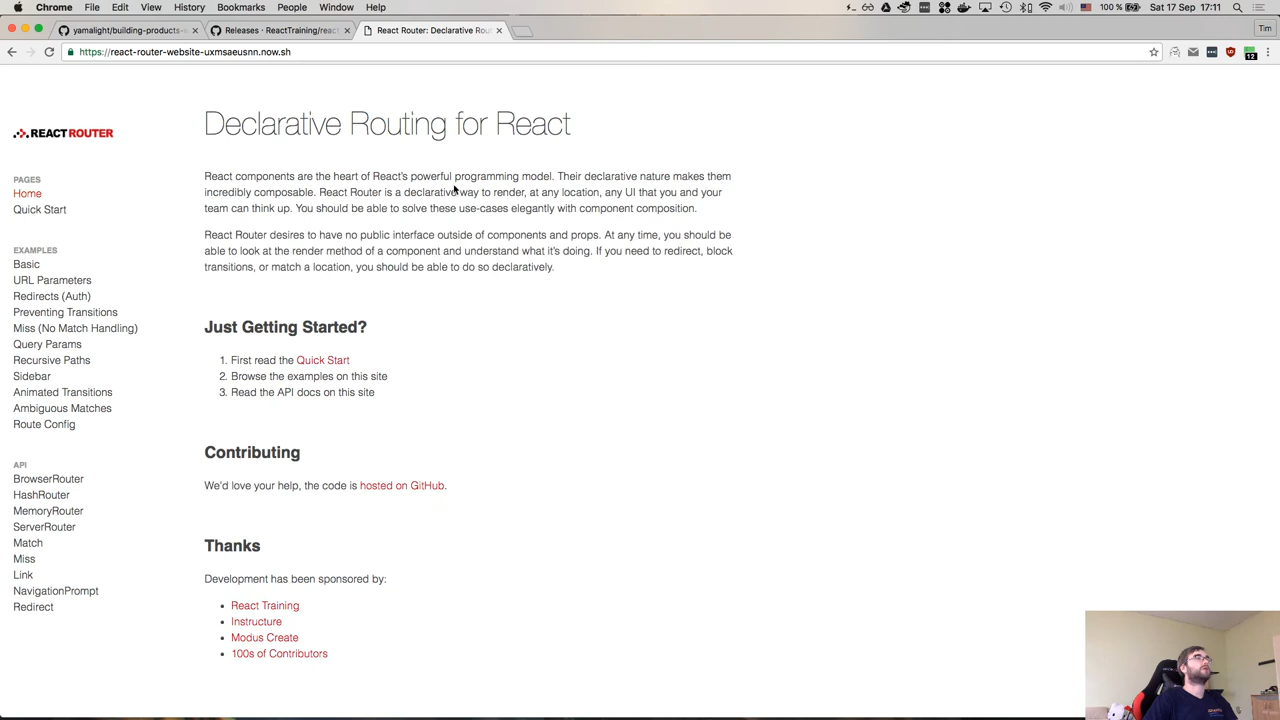 Chrome File Edit View History Bookmarks People Window Help
100 % Sat 17 Sep 17:11
yamalight/building-products-
Releases · ReactTraining/reac
React Router: Declarative Rou
Tim
https://react-router-website-uxmsaeusnn.now.sh
12
REACT ROUTER
PAGES
Home
Quick Start
EXAMPLES
Basic
URL Parameters
Redirects (Auth)
Preventing Transitions
Miss (No Match Handling)
Query Params
Recursive Paths
Sidebar
Animated Transitions
Ambiguous Matches
Route Config
API
BrowserRouter
HashRouter
MemoryRouter
ServerRouter
Match
Miss
Link
NavigationPrompt
Redirect
Declarative Routing for React
React components are the heart of React's powerful programming model. Their declarative nature makes them
incredibly composable. React Router is a declarative way to render, at any location, any UI that you and your
team can think up. You should be able to solve these use-cases elegantly with component composition.
React Router desires to have no public interface outside of components and props. At any time, you should be
able to look at the render method of a component and understand what it's doing. If you need to redirect, block
transitions, or match a location, you should be able to do so declaratively.
Just Getting Started?
1. First read the Quick Start
2. Browse the examples on this site
3. Read the API docs on this site
Contributing
We'd love your help, the code is hosted on GitHub.
Thanks
Development has been sponsored by:
• React Training
• Instructure
• Modus Create
• 100s of Contributors